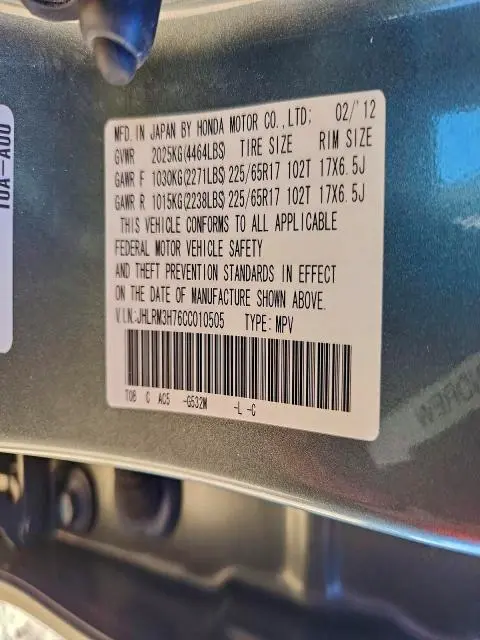 MFD. IN JAPAN BY HONDA MOTOR CO.,LTD; 02/'12
GVWR 2025KG(4464LBS) TIRE SIZE RIM SIZE
GAWR F 1030KG(2271LBS) 225/65R17 102T 17X6.5J
GAWR R 1015KG(2238LBS) 225/65R17 102T 17X6.5J
THIS VEHICLE CONFORMS TO ALL APPLICABLE
FEDERAL MOTOR VEHICLE SAFETY
AND THEFT PREVENTION STANDARDS IN EFFECT
ON THE DATE OF MANUFACTURE SHOWN ABOVE.
V.I.N:JHLRM3H76CC010505 TYPE:MPV
T0B C AC5 -G532M -L -C
T0A-A00